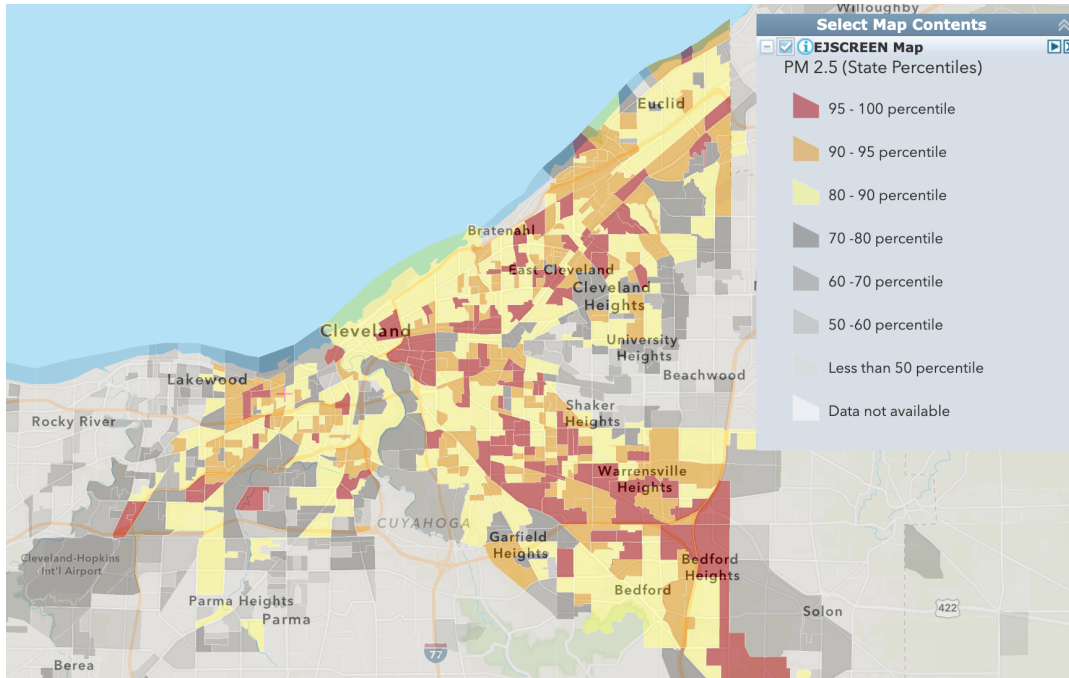 Willoughby
Select Map Contents
EJSCREEN Map
PM 2.5 (State Percentiles)
95 - 100 percentile
90 - 95 percentile
80 - 90 percentile
70 -80 percentile
60 -70 percentile
50 -60 percentile
Less than 50 percentile
Data not available
Euclid
Bratenahl
East Cleveland
Cleveland
Heights
Cleveland
University
Heights
Beachwood
Lakewood
Rocky River
Shaker
Heights
Warrensville
Heights
CUYAHOGA
Garfield
Heights
Cleveland-Hopkins
Int'l Airport
Bedford
Heights
Bedford
Parma Heights
Parma
Solon
422
77
Berea